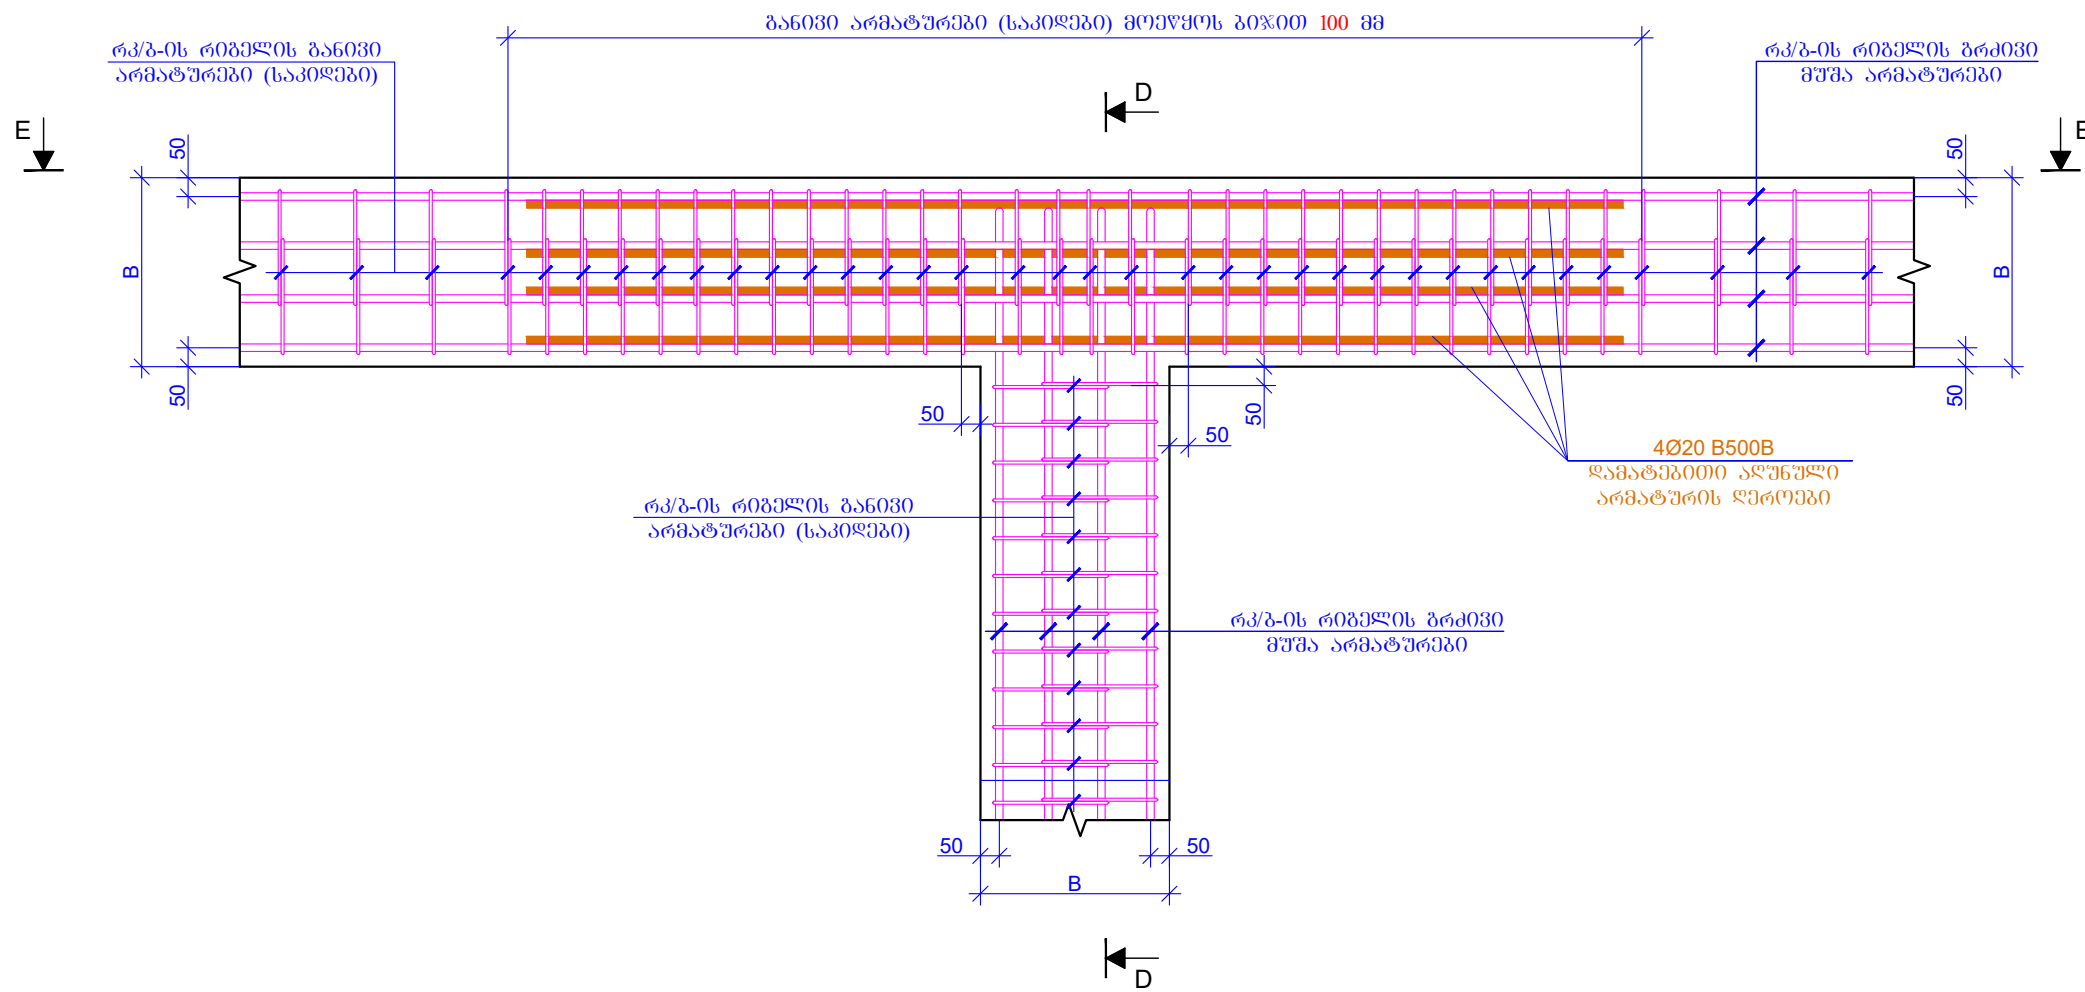 განივი არმატურები (საკიდები) მოეწყოს ბიჯით 100 მმ
რკ/ბ-ის რიგელის განივი
არმატურები (საკიდები)
რკ/ბ-ის რიგელის გრძივი
მუშა არმატურები
D
E
E
50
50
B
B
50
50
50
50
50
4Ø20 B500B
დამატებითი აღუნული
არმატურის ღეროები
რკ/ბ-ის რიგელის განივი
არმატურები (საკიდები)
რკ/ბ-ის რიგელის გრძივი
მუშა არმატურები
50
50
B
D